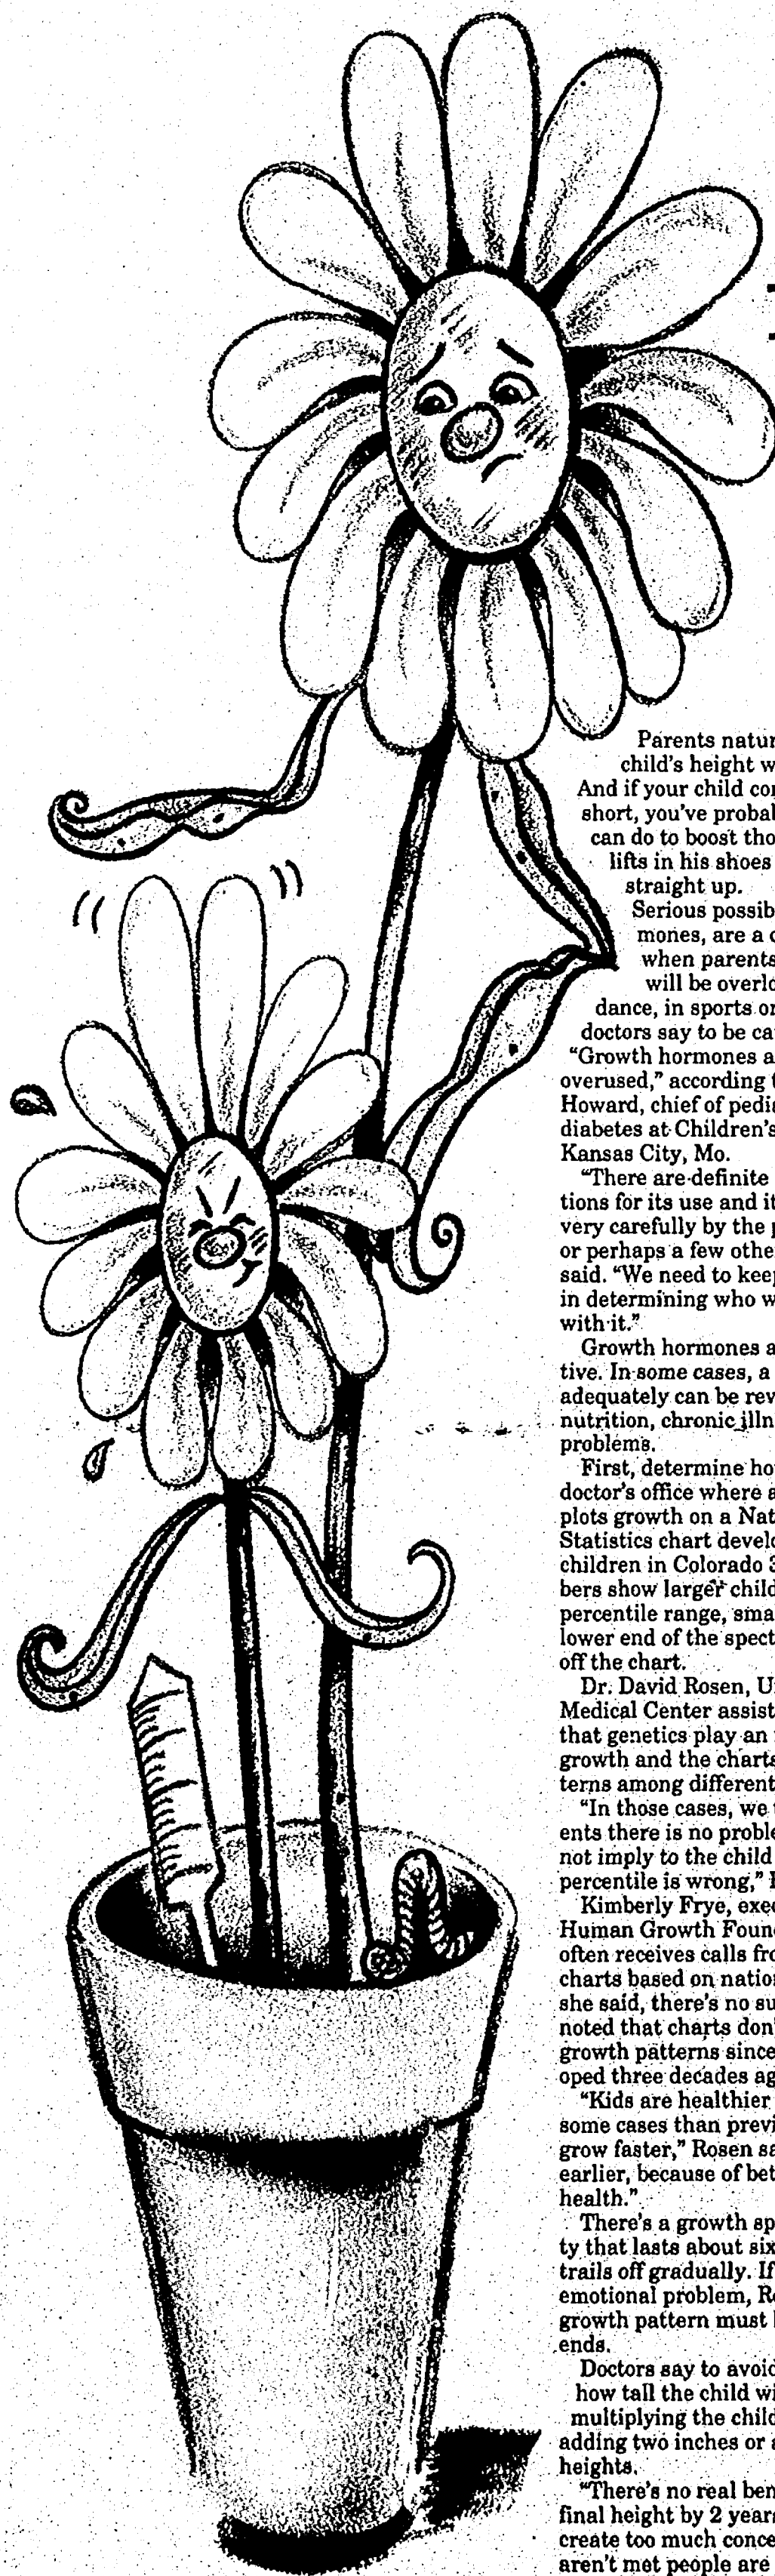 Parents natur
child's height w
And if your child co
short, you've probab
can do to boost tho
lifts in his shoes
straight up.
Serious possib
mones, are a c
when parents
will be overlo
dance, in sports or
doctors say to be ca
"Growth hormones a
overused," according t
Howard, chief of pedi
diabetes at Children's
Kansas City, Mo.
"There are definite
tions for its use and it
very carefully by the p
or perhaps a few othe
said. "We need to keep
in determining who w
with it."
Growth hormones a
tive. In some cases, a
adequately can be rev
nutrition, chronic illn
problems.
First, determine ho
doctor's office where a
plots growth on a Nat
Statistics chart develo
children in Colorado 3
bers show larger child
percentile range, sma
lower end of the spect
off the chart.
Dr. David Rosen, U
Medical Center assist
that genetics play an
growth and the charts
terns among different
"In those cases, we
ents there is no proble
not imply to the child
percentile is wrong,"
Kimberly Frye, exec
Human Growth Foun
often receives calls fro
charts based on nation
she said, there's no su
noted that charts don'
growth patterns since
oped three decades ag
"Kids are healthier
some cases than previ
grow faster," Rosen sa
earlier, because of bet
health."
There's a growth sp
ty that lasts about six
trails off gradually. If
emotional problem, R
growth pattern must
ends.
Doctors say to avoid
how tall the child wi
multiplying the child
adding two inches or a
heights.
"There's no real ben
final height by 2 years
create too much conce
aren't met people are